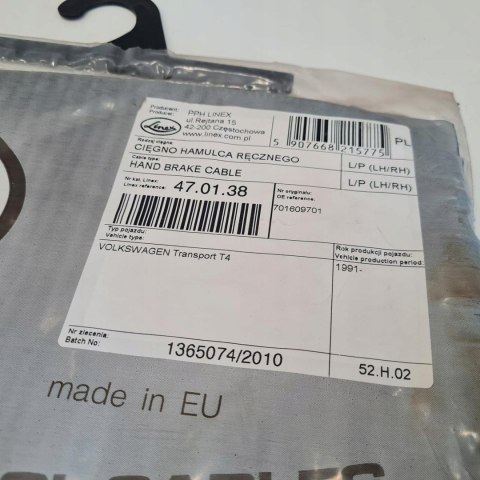 Producent:
Producer:
Linex
PPH LINEX
ul.Rejtana 15
42-200 Częstochowa
www.linex.com.pl
5 907668 215775
PL
Rodzaj cięgna:
CIĘGNO HAMULCA RĘCZNEGO
L/P (LH/RH)
Cable type:
HAND BRAKE CABLE
L/P (LH/RH)
Nr kat. Linex:
Linex reference:
47.01.38
Nr oryginału:
OE reference:
701609701
Typ pojazdu:
Vehicle type:
VOLKSWAGEN Transport T4
Rok produkcji pojazdu:
Vehicle production period:
1991-
Nr zlecenia:
Batch No:
1365074/2010
52.H.02
made in EU